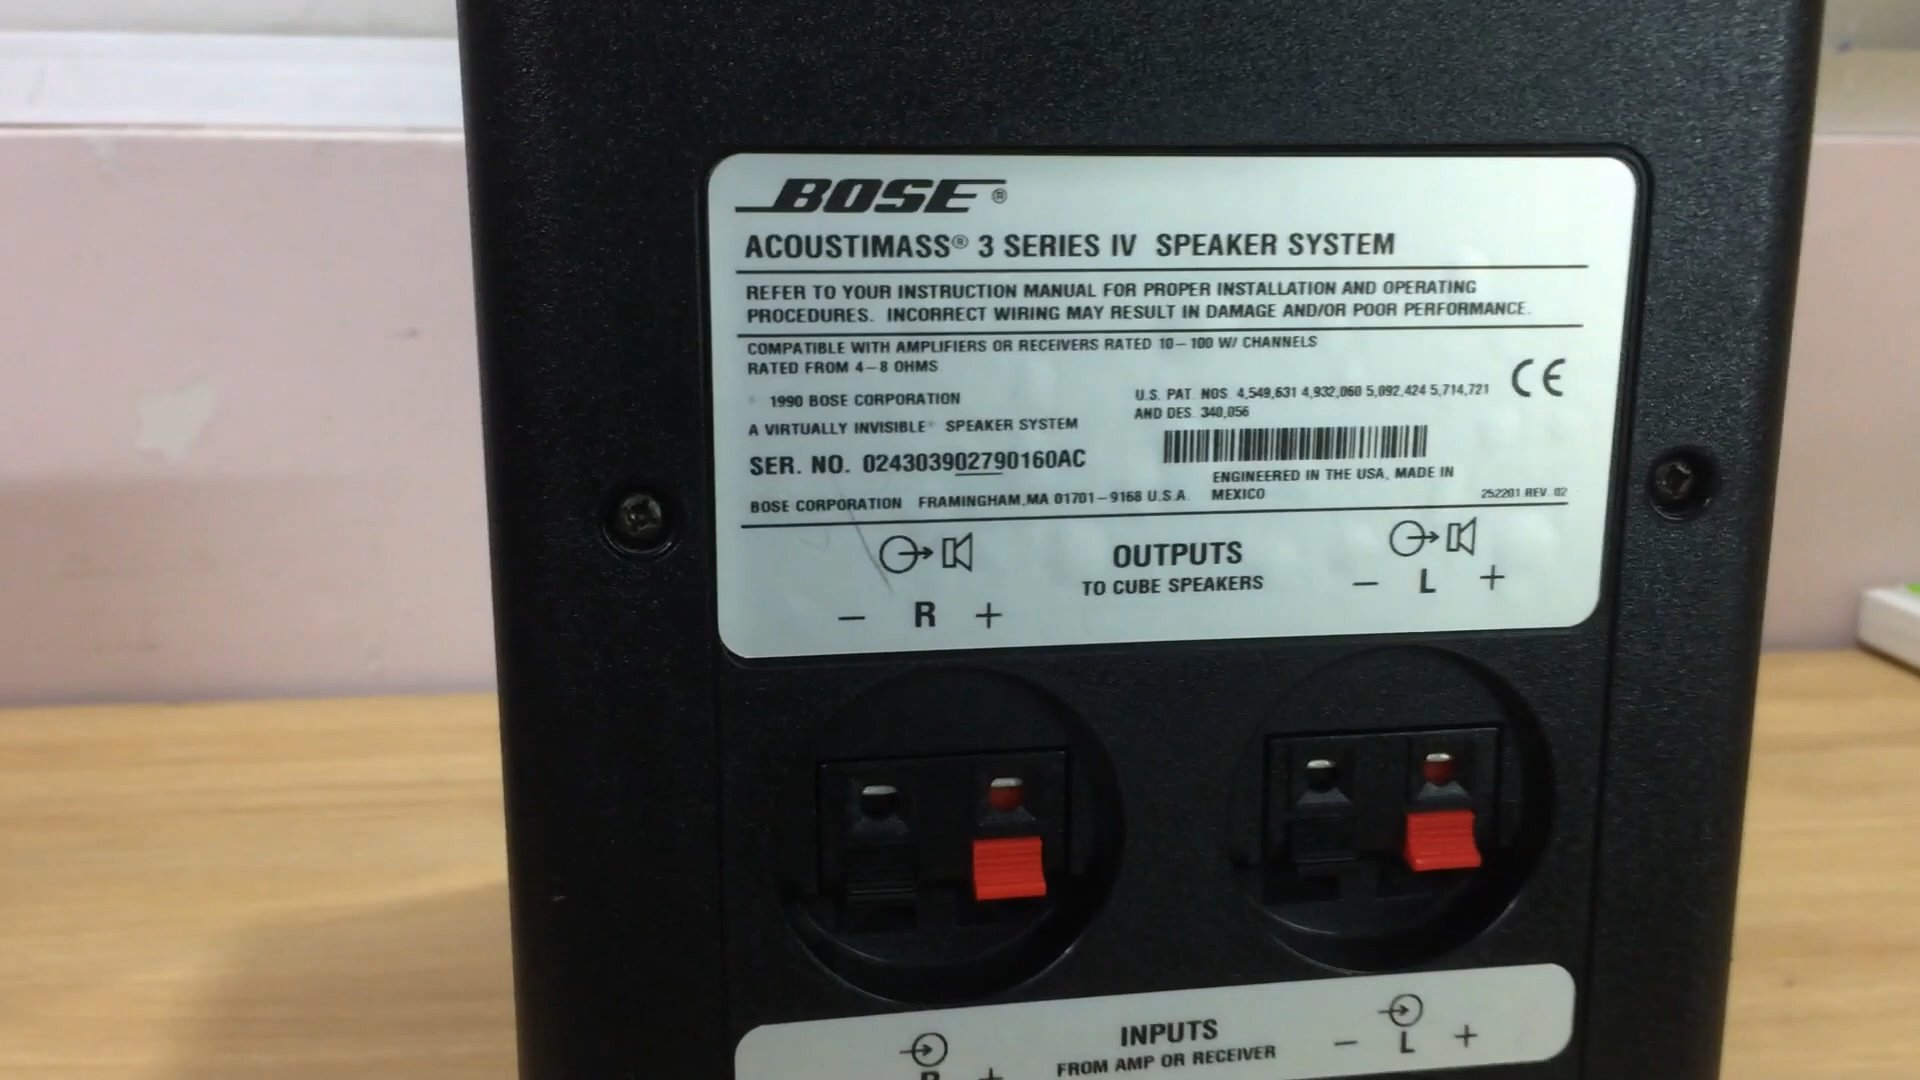 BOSE®
ACOUSTIMASS® 3 SERIES IV SPEAKER SYSTEM
REFER TO YOUR INSTRUCTION MANUAL FOR PROPER INSTALLATION AND OPERATING
PROCEDURES. INCORRECT WIRING MAY RESULT IN DAMAGE AND/OR POOR PERFORMANCE.
COMPATIBLE WITH AMPLIFIERS OR RECEIVERS RATED 10-100 W/ CHANNELS
RATED FROM 4-8 OHMS
1990 BOSE CORPORATION
A VIRTUALLY INVISIBLE® SPEAKER SYSTEM
U.S. PAT. NOS. 4,549,631 4,932,060 5,092,424 5,714,721
AND DES. 340,056
CE
SER. NO. 024303902790160AC
ENGINEERED IN THE USA, MADE IN
MEXICO
BOSE CORPORATION FRAMINGHAM, MA 01701-9168 U.S.A.
252201 REV. 02
OUTPUTS
TO CUBE SPEAKERS
- R +
- L +
INPUTS
FROM AMP OR RECEIVER
R +
- L +